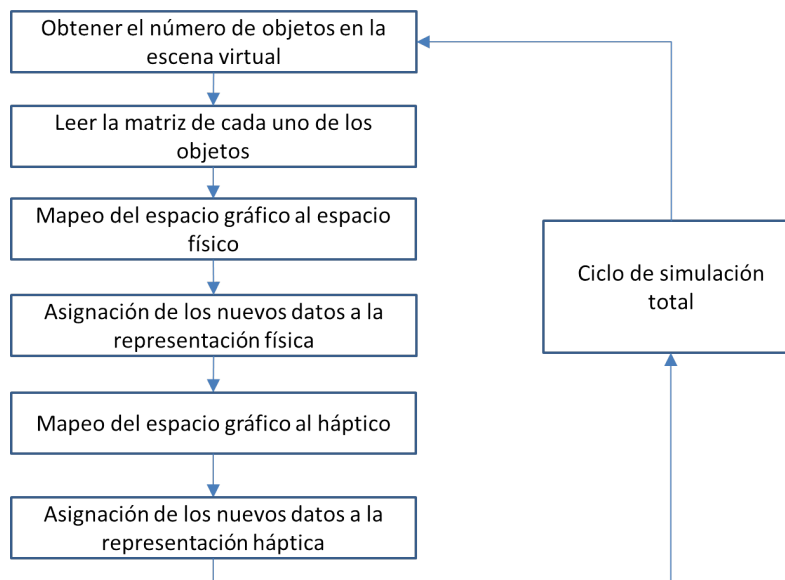 Obtener el número de objetos en la
escena virtual
Leer la matriz de cada uno de los
objetos
Mapeo del espacio gráfico al espacio
físico
Asignación de los nuevos datos a la
representación física
Mapeo del espacio gráfico al háptico
Asignación de los nuevos datos a la
representación háptica
Ciclo de simulación
total